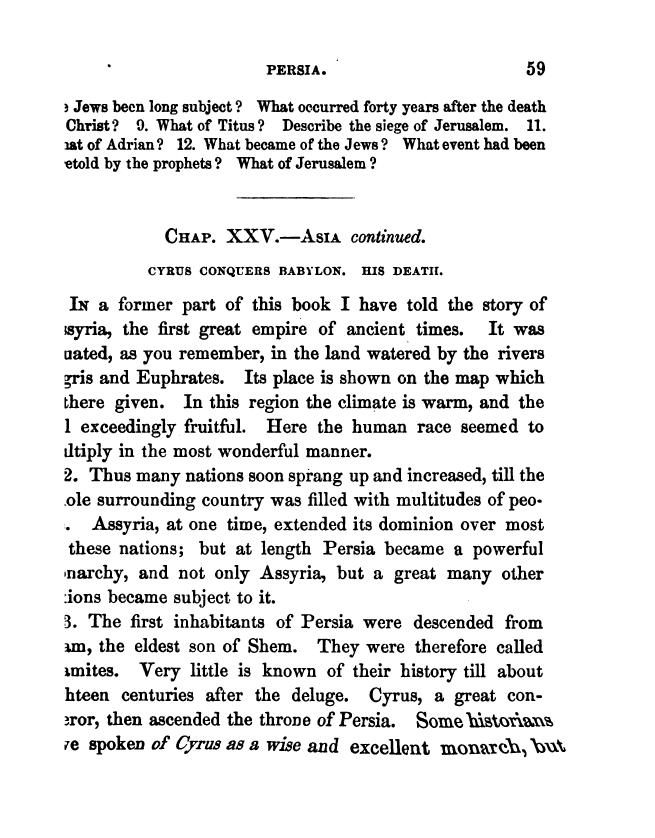 PERSIA. 59
Jews been long subject? What occurred forty years after the death
Christ? 9. What of Titus? Describe the siege of Jerusalem. 11.
of Adrian? 12. What became of the Jews? What event had been
etold by the prophets? What of Jerusalem?
CHAP. XXV.—ASIA continued.
CYRUS CONQUERS BABYLON. HIS DEATH.
IN a former part of this book I have told the story of
syria, the first great empire of ancient times. It was
uated, as you remember, in the land watered by the rivers
gris and Euphrates. Its place is shown on the map which
there given. In this region the climate is warm, and the
l exceedingly fruitful. Here the human race seemed to
ltiply in the most wonderful manner.
2. Thus many nations soon sprang up and increased, till the
ole surrounding country was filled with multitudes of peo-
. Assyria, at one time, extended its dominion over most
these nations; but at length Persia became a powerful
narchy, and not only Assyria, but a great many other
tions became subject to it.
3. The first inhabitants of Persia were descended from
am, the eldest son of Shem. They were therefore called
amites. Very little is known of their history till about
hteen centuries after the deluge. Cyrus, a great con-
eror, then ascended the throne of Persia. Some historians
ve spoken of Cyrus as a wise and excellent monarch, but